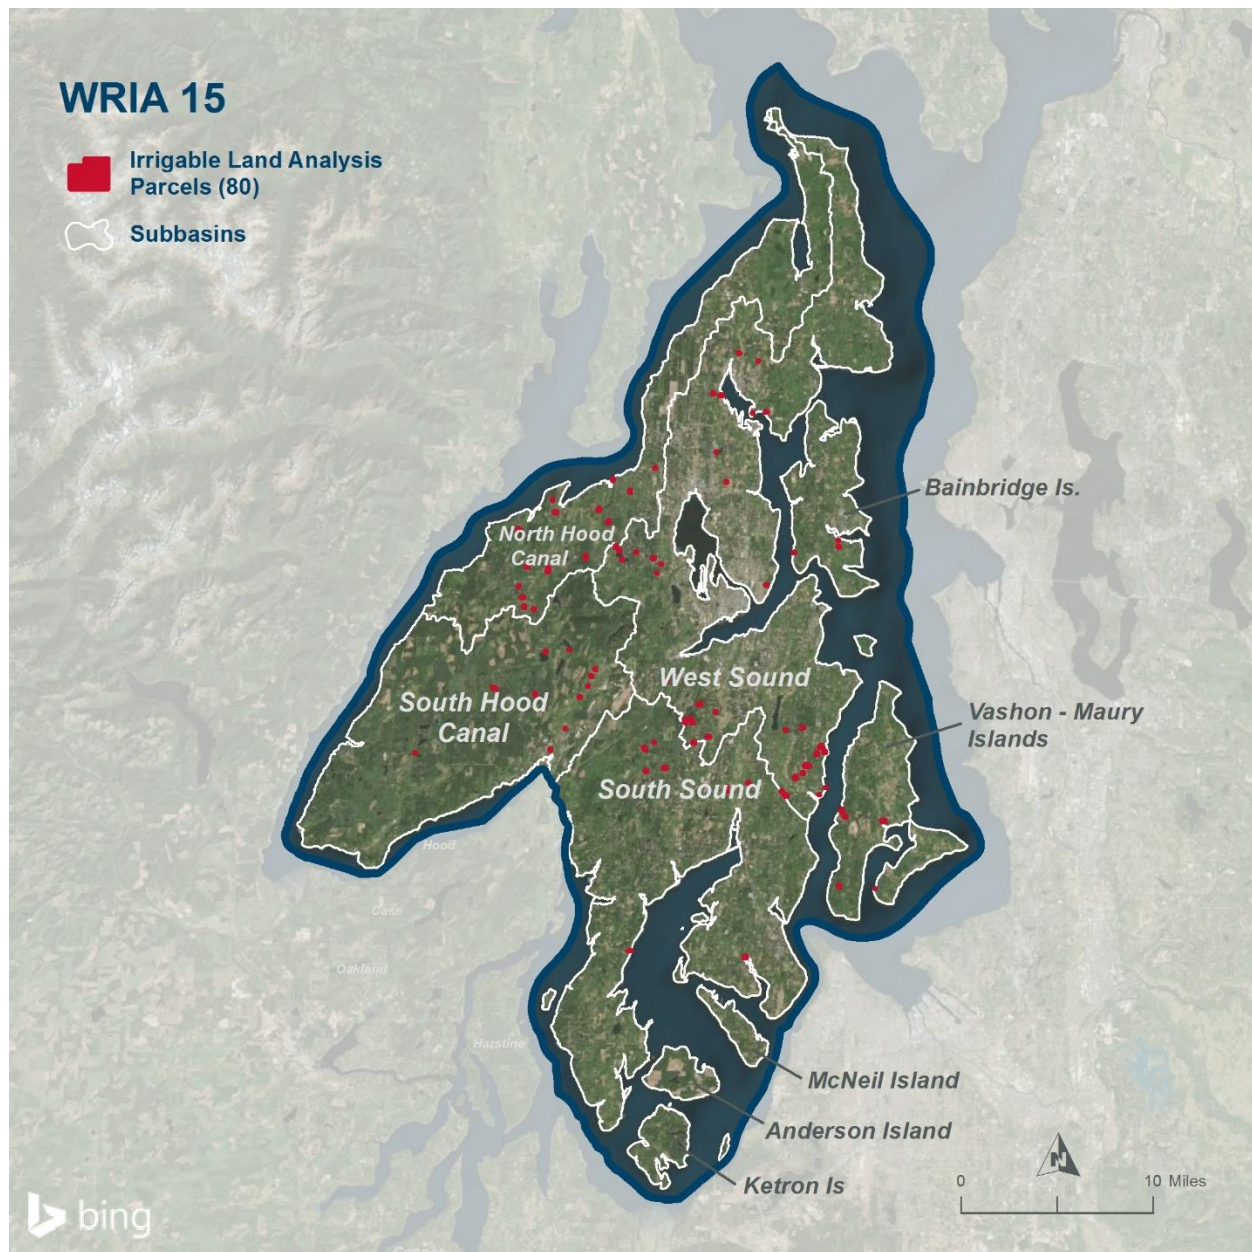 WRIA 15
Irrigable Land Analysis
Parcels (80)
Subbasins
Bainbridge Is.
North Hood
Canal
West Sound
South Hood
Canal
Vashon - Maury
Islands
South Sound
Hood
Case
Oakland
Harstine
McNeil Island
Anderson Island
Ketron Is
N
0
10 Miles
bing